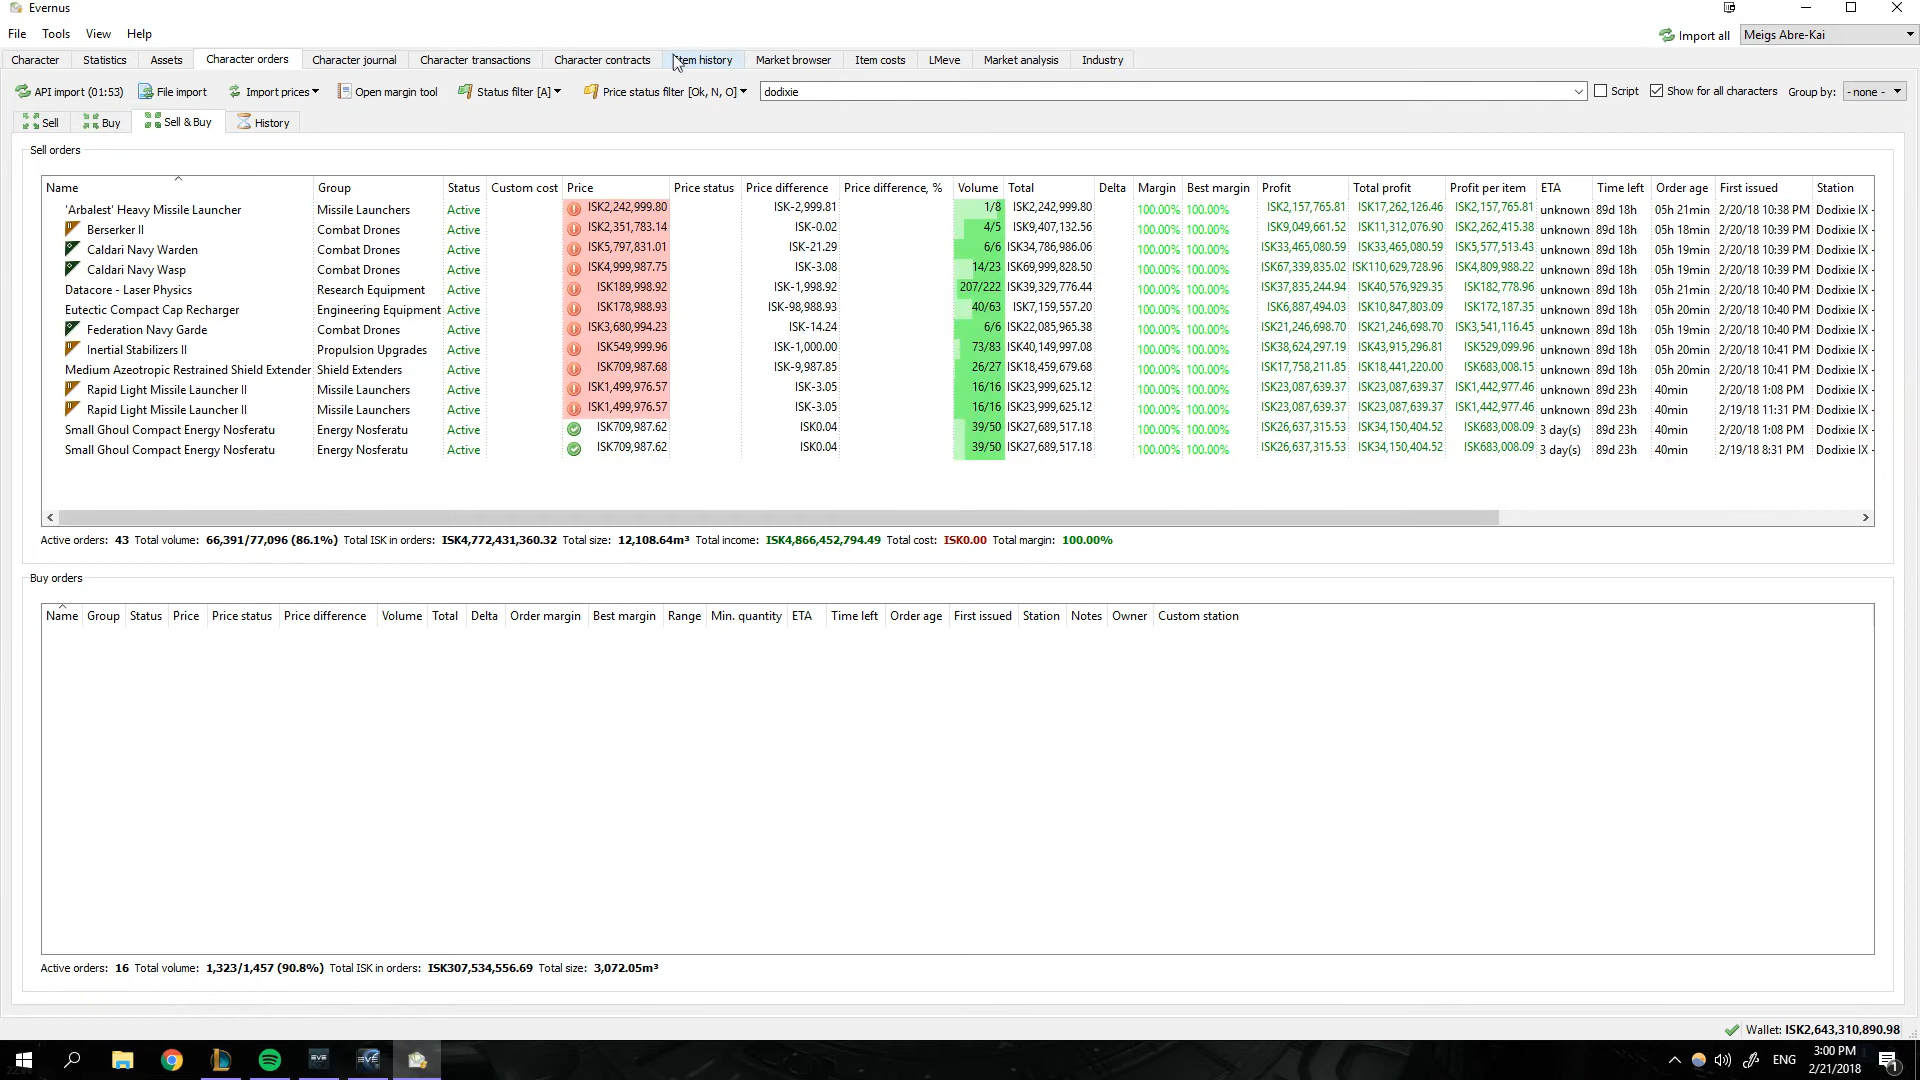 Evernus
File Tools View Help
Import all Meigs Abre-Kai
Character Statistics Assets Character orders Character journal Character transactions Character contracts Item history Market browser Item costs LMeve Market analysis Industry
API import (01:53) File import Import prices Open margin tool Status filter [A] Price status filter [Ok, N, O] dodixie Script Show for all characters Group by: - none -
Sell Buy Sell & Buy History
Sell orders
Name Group Status Custom cost Price Price status Price difference Price difference, % Volume Total Delta Margin Best margin Profit Total profit Profit per item ETA Time left Order age First issued Station
'Arbalest' Heavy Missile Launcher Missile Launchers Active ISK2,242,999.80 ISK-2,999.81 1/8 ISK2,242,999.80 100.00% 100.00% ISK2,157,765.81 ISK17,262,126.46 ISK2,157,765.81 unknown 89d 18h 05h 21min 2/20/18 10:38 PM Dodixie IX -
Berserker II Combat Drones Active ISK2,351,783.14 ISK-0.02 4/5 ISK9,407,132.56 100.00% 100.00% ISK9,049,661.52 ISK11,312,076.90 ISK2,262,415.38 unknown 89d 18h 05h 18min 2/20/18 10:39 PM Dodixie IX -
Caldari Navy Warden Combat Drones Active ISK5,797,831.01 ISK-21.29 6/6 ISK34,786,986.06 100.00% 100.00% ISK33,465,080.59 ISK33,465,080.59 ISK5,577,513.43 unknown 89d 18h 05h 19min 2/20/18 10:39 PM Dodixie IX -
Caldari Navy Wasp Combat Drones Active ISK4,999,987.75 ISK-3.08 14/23 ISK69,999,828.50 100.00% 100.00% ISK67,339,835.02 ISK110,629,728.96 ISK4,809,988.22 unknown 89d 18h 05h 19min 2/20/18 10:39 PM Dodixie IX -
Datacore - Laser Physics Research Equipment Active ISK189,998.92 ISK-1,998.92 207/222 ISK39,329,776.44 100.00% 100.00% ISK37,835,244.94 ISK40,576,929.35 ISK182,778.96 unknown 89d 18h 05h 19min 2/20/18 10:40 PM Dodixie IX -
Eutectic Compact Cap Recharger Engineering Equipment Active ISK178,988.93 ISK-98,988.93 40/63 ISK7,159,557.20 100.00% 100.00% ISK6,887,494.03 ISK10,847,803.09 ISK172,187.35 unknown 89d 18h 05h 20min 2/20/18 10:40 PM Dodixie IX -
Federation Navy Garde Combat Drones Active ISK3,680,994.23 ISK-14.24 6/6 ISK22,085,965.38 100.00% 100.00% ISK21,246,698.70 ISK21,246,698.70 ISK3,541,116.45 unknown 89d 18h 05h 19min 2/20/18 10:40 PM Dodixie IX -
Inertial Stabilizers II Propulsion Upgrades Active ISK549,999.96 ISK-1,000.00 73/83 ISK40,149,997.08 100.00% 100.00% ISK38,624,297.19 ISK43,915,296.81 ISK529,099.96 unknown 89d 18h 05h 20min 2/20/18 10:41 PM Dodixie IX -
Medium Azeotropic Restrained Shield Extender Shield Extenders Active ISK709,987.68 ISK-9,987.85 26/27 ISK18,459,679.68 100.00% 100.00% ISK17,758,211.85 ISK18,441,220.00 ISK683,008.15 unknown 89d 18h 05h 20min 2/20/18 10:41 PM Dodixie IX -
Rapid Light Missile Launcher II Missile Launchers Active ISK1,499,976.57 ISK-3.05 16/16 ISK23,999,625.12 100.00% 100.00% ISK23,087,639.37 ISK23,087,639.37 ISK1,442,977.46 unknown 89d 23h 40min 2/20/18 1:08 PM Dodixie IX -
Rapid Light Missile Launcher II Missile Launchers Active ISK1,499,976.57 ISK-3.05 16/16 ISK23,999,625.12 100.00% 100.00% ISK23,087,639.37 ISK23,087,639.37 ISK1,442,977.46 unknown 89d 23h 40min 2/19/18 11:31 PM Dodixie IX -
Small Ghoul Compact Energy Nosferatu Energy Nosferatu Active ISK709,987.62 ISK0.04 39/50 ISK27,689,517.18 100.00% 100.00% ISK26,637,315.53 ISK34,150,404.52 ISK683,008.09 3 day(s) 89d 23h 40min 2/20/18 1:08 PM Dodixie IX -
Small Ghoul Compact Energy Nosferatu Energy Nosferatu Active ISK709,987.62 ISK0.04 39/50 ISK27,689,517.18 100.00% 100.00% ISK26,637,315.53 ISK34,150,404.52 ISK683,008.09 3 day(s) 89d 23h 40min 2/19/18 8:31 PM Dodixie IX -
Active orders: 43 Total volume: 66,391/77,096 (86.1%) Total ISK in orders: ISK4,772,431,360.32 Total size: 12,108.64m³ Total income: ISK4,866,452,794.49 Total cost: ISK0.00 Total margin: 100.00%
Buy orders
Name Group Status Price Price status Price difference Volume Total Delta Order margin Best margin Range Min. quantity ETA Time left Order age First issued Station Notes Owner Custom station
Active orders: 16 Total volume: 1,323/1,457 (90.8%) Total ISK in orders: ISK307,534,556.69 Total size: 3,072.05m³
Wallet: ISK2,643,310,890.98
EVE EVE ENG 3:00 PM
2/21/2018 1